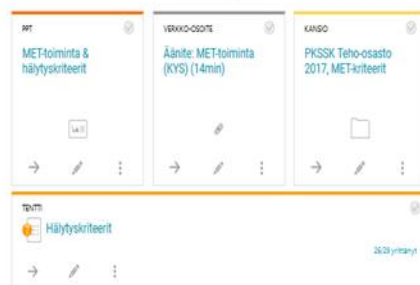 PPT
MET-toiminta &
hälytyskriteerit
VERKKO-OSOITE
Äänite: MET-toiminta
(KYS) (14min)
KANSIO
PKSSK Teho-osasto
2017, MET-kriteerit
TENTTI
Hälytyskriteerit
yrittänyt